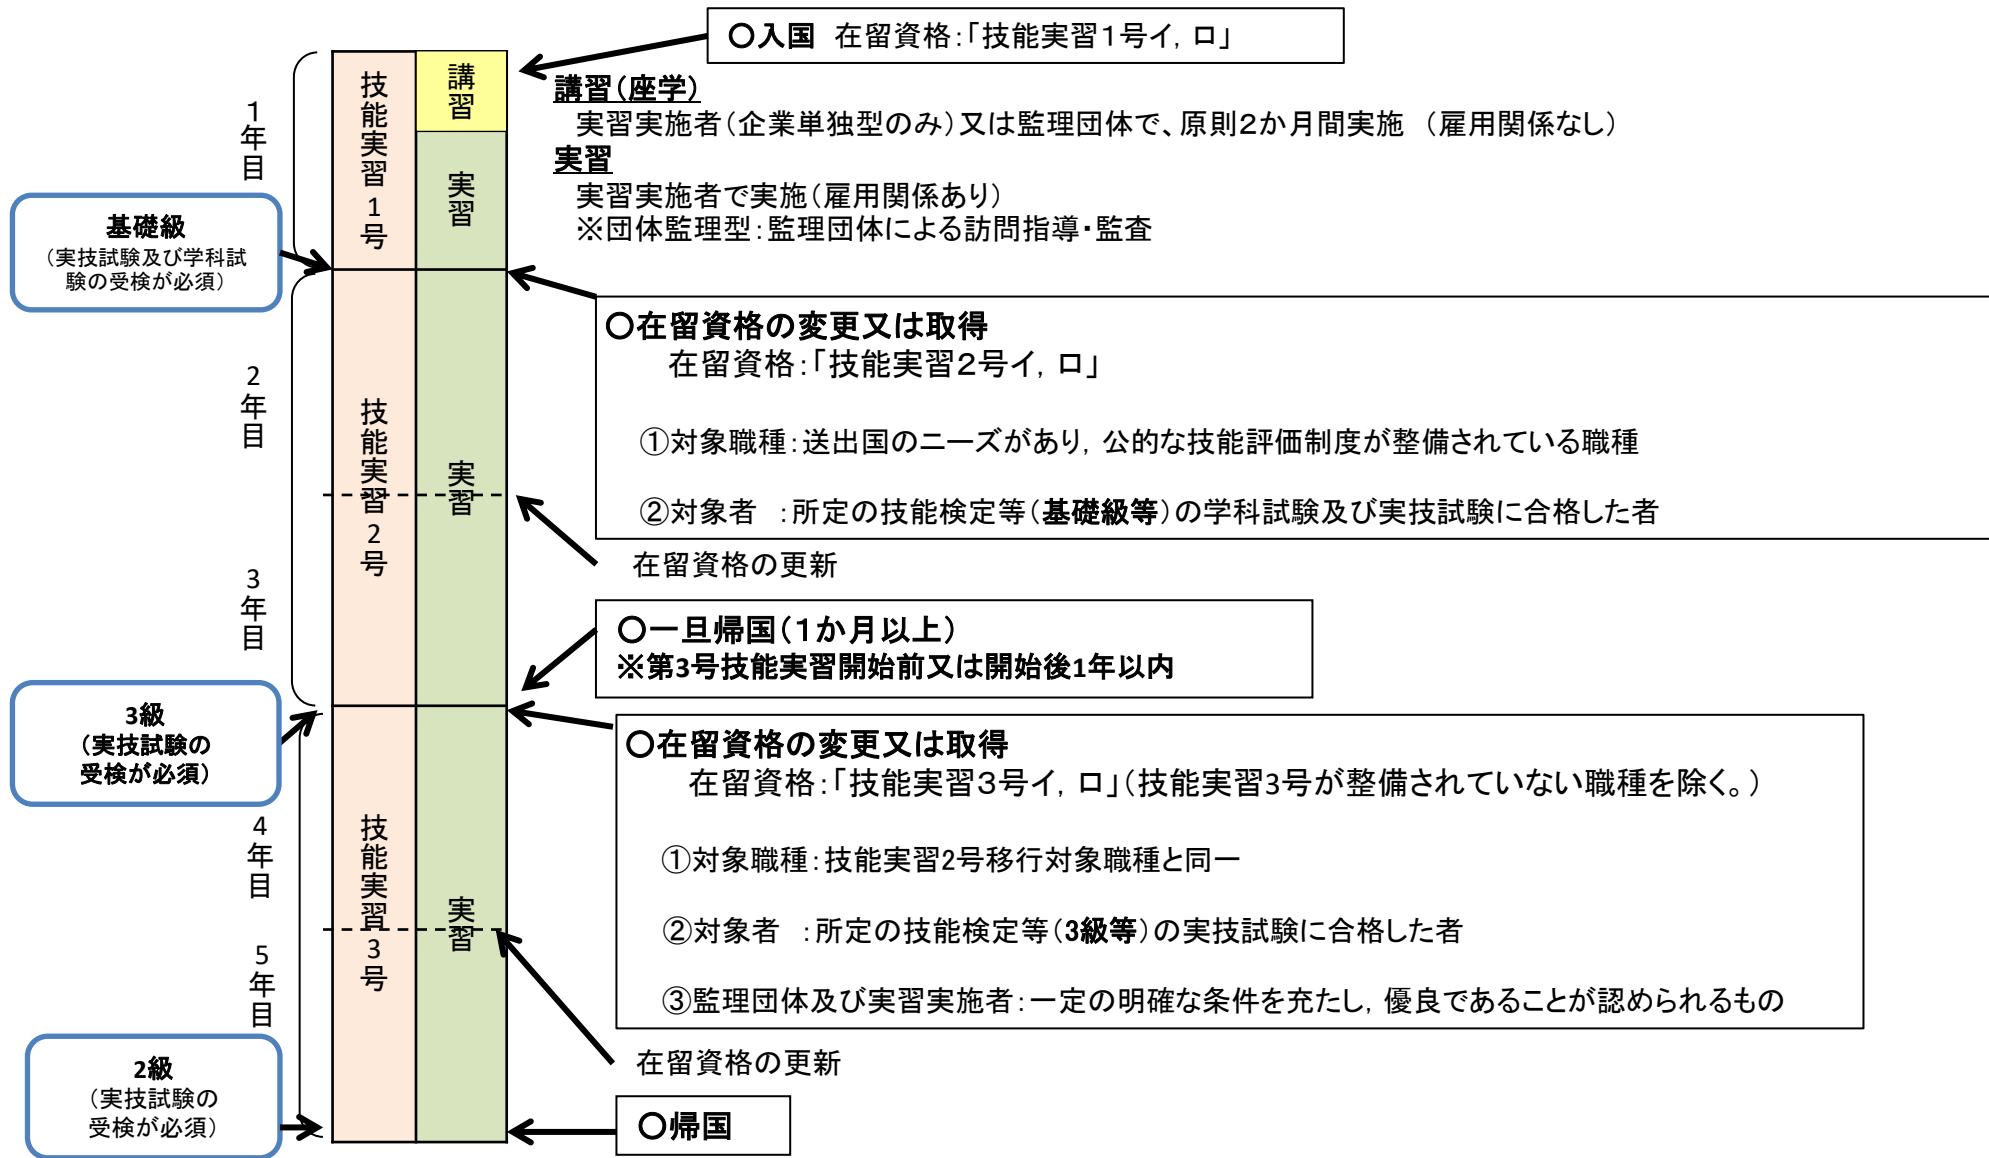 〇入国 在留資格：「技能実習１号イ，ロ」
講習（座学）
実習実施者（企業単独型のみ）又は監理団体で、原則２か月間実施 （雇用関係なし）
実習
実習実施者で実施（雇用関係あり）
※団体監理型：監理団体による訪問指導・監査
1年目
技能実習1号
講習
実習
基礎級
（実技試験及び学科試
験の受検が必須）
〇在留資格の変更又は取得
在留資格：「技能実習２号イ，ロ」
①対象職種：送出国のニーズがあり，公的な技能評価制度が整備されている職種
②対象者 ：所定の技能検定等（基礎級等）の学科試験及び実技試験に合格した者
2年目
技能実習2号
実習
在留資格の更新
3年目
〇一旦帰国（１か月以上）
※第3号技能実習開始前又は開始後1年以内
3級
（実技試験の
受検が必須）
〇在留資格の変更又は取得
在留資格：「技能実習３号イ，ロ」（技能実習3号が整備されていない職種を除く。）
①対象職種：技能実習2号移行対象職種と同一
②対象者 ：所定の技能検定等（3級等）の実技試験に合格した者
③監理団体及び実習実施者：一定の明確な条件を充たし，優良であることが認められるもの
4年目
技能実習3号
実習
5年目
在留資格の更新
2級
（実技試験の
受検が必須）
〇帰国